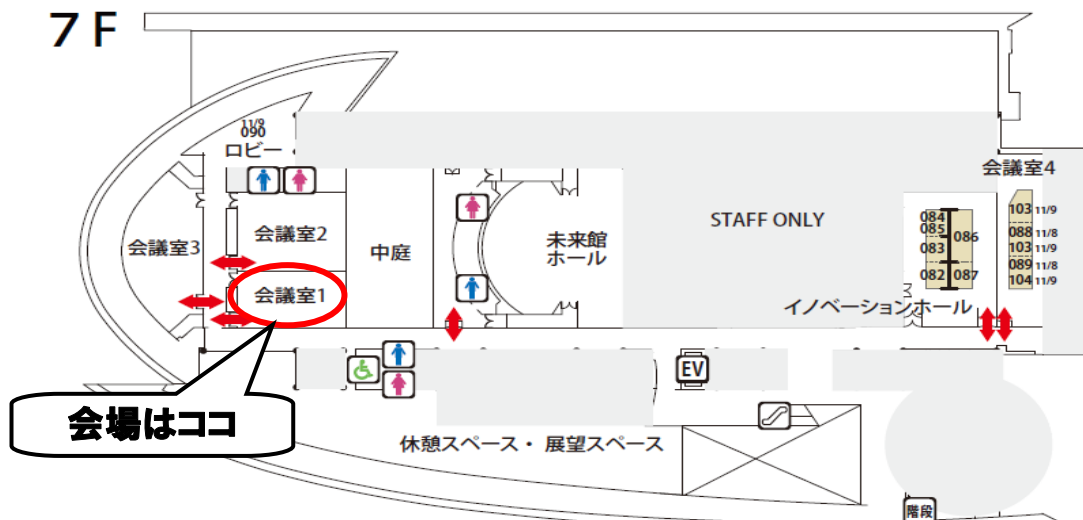 7F
11/9
090
ロビー
会議室4
会議室3
会議室2
中庭
未来館
ホール
STAFF ONLY
084
085
083
086
082
087
103 11/9
088 11/8
103 11/9
089 11/8
104 11/9
会議室1
イノベーションホール
EV
会場はココ
休憩スペース・展望スペース
階段